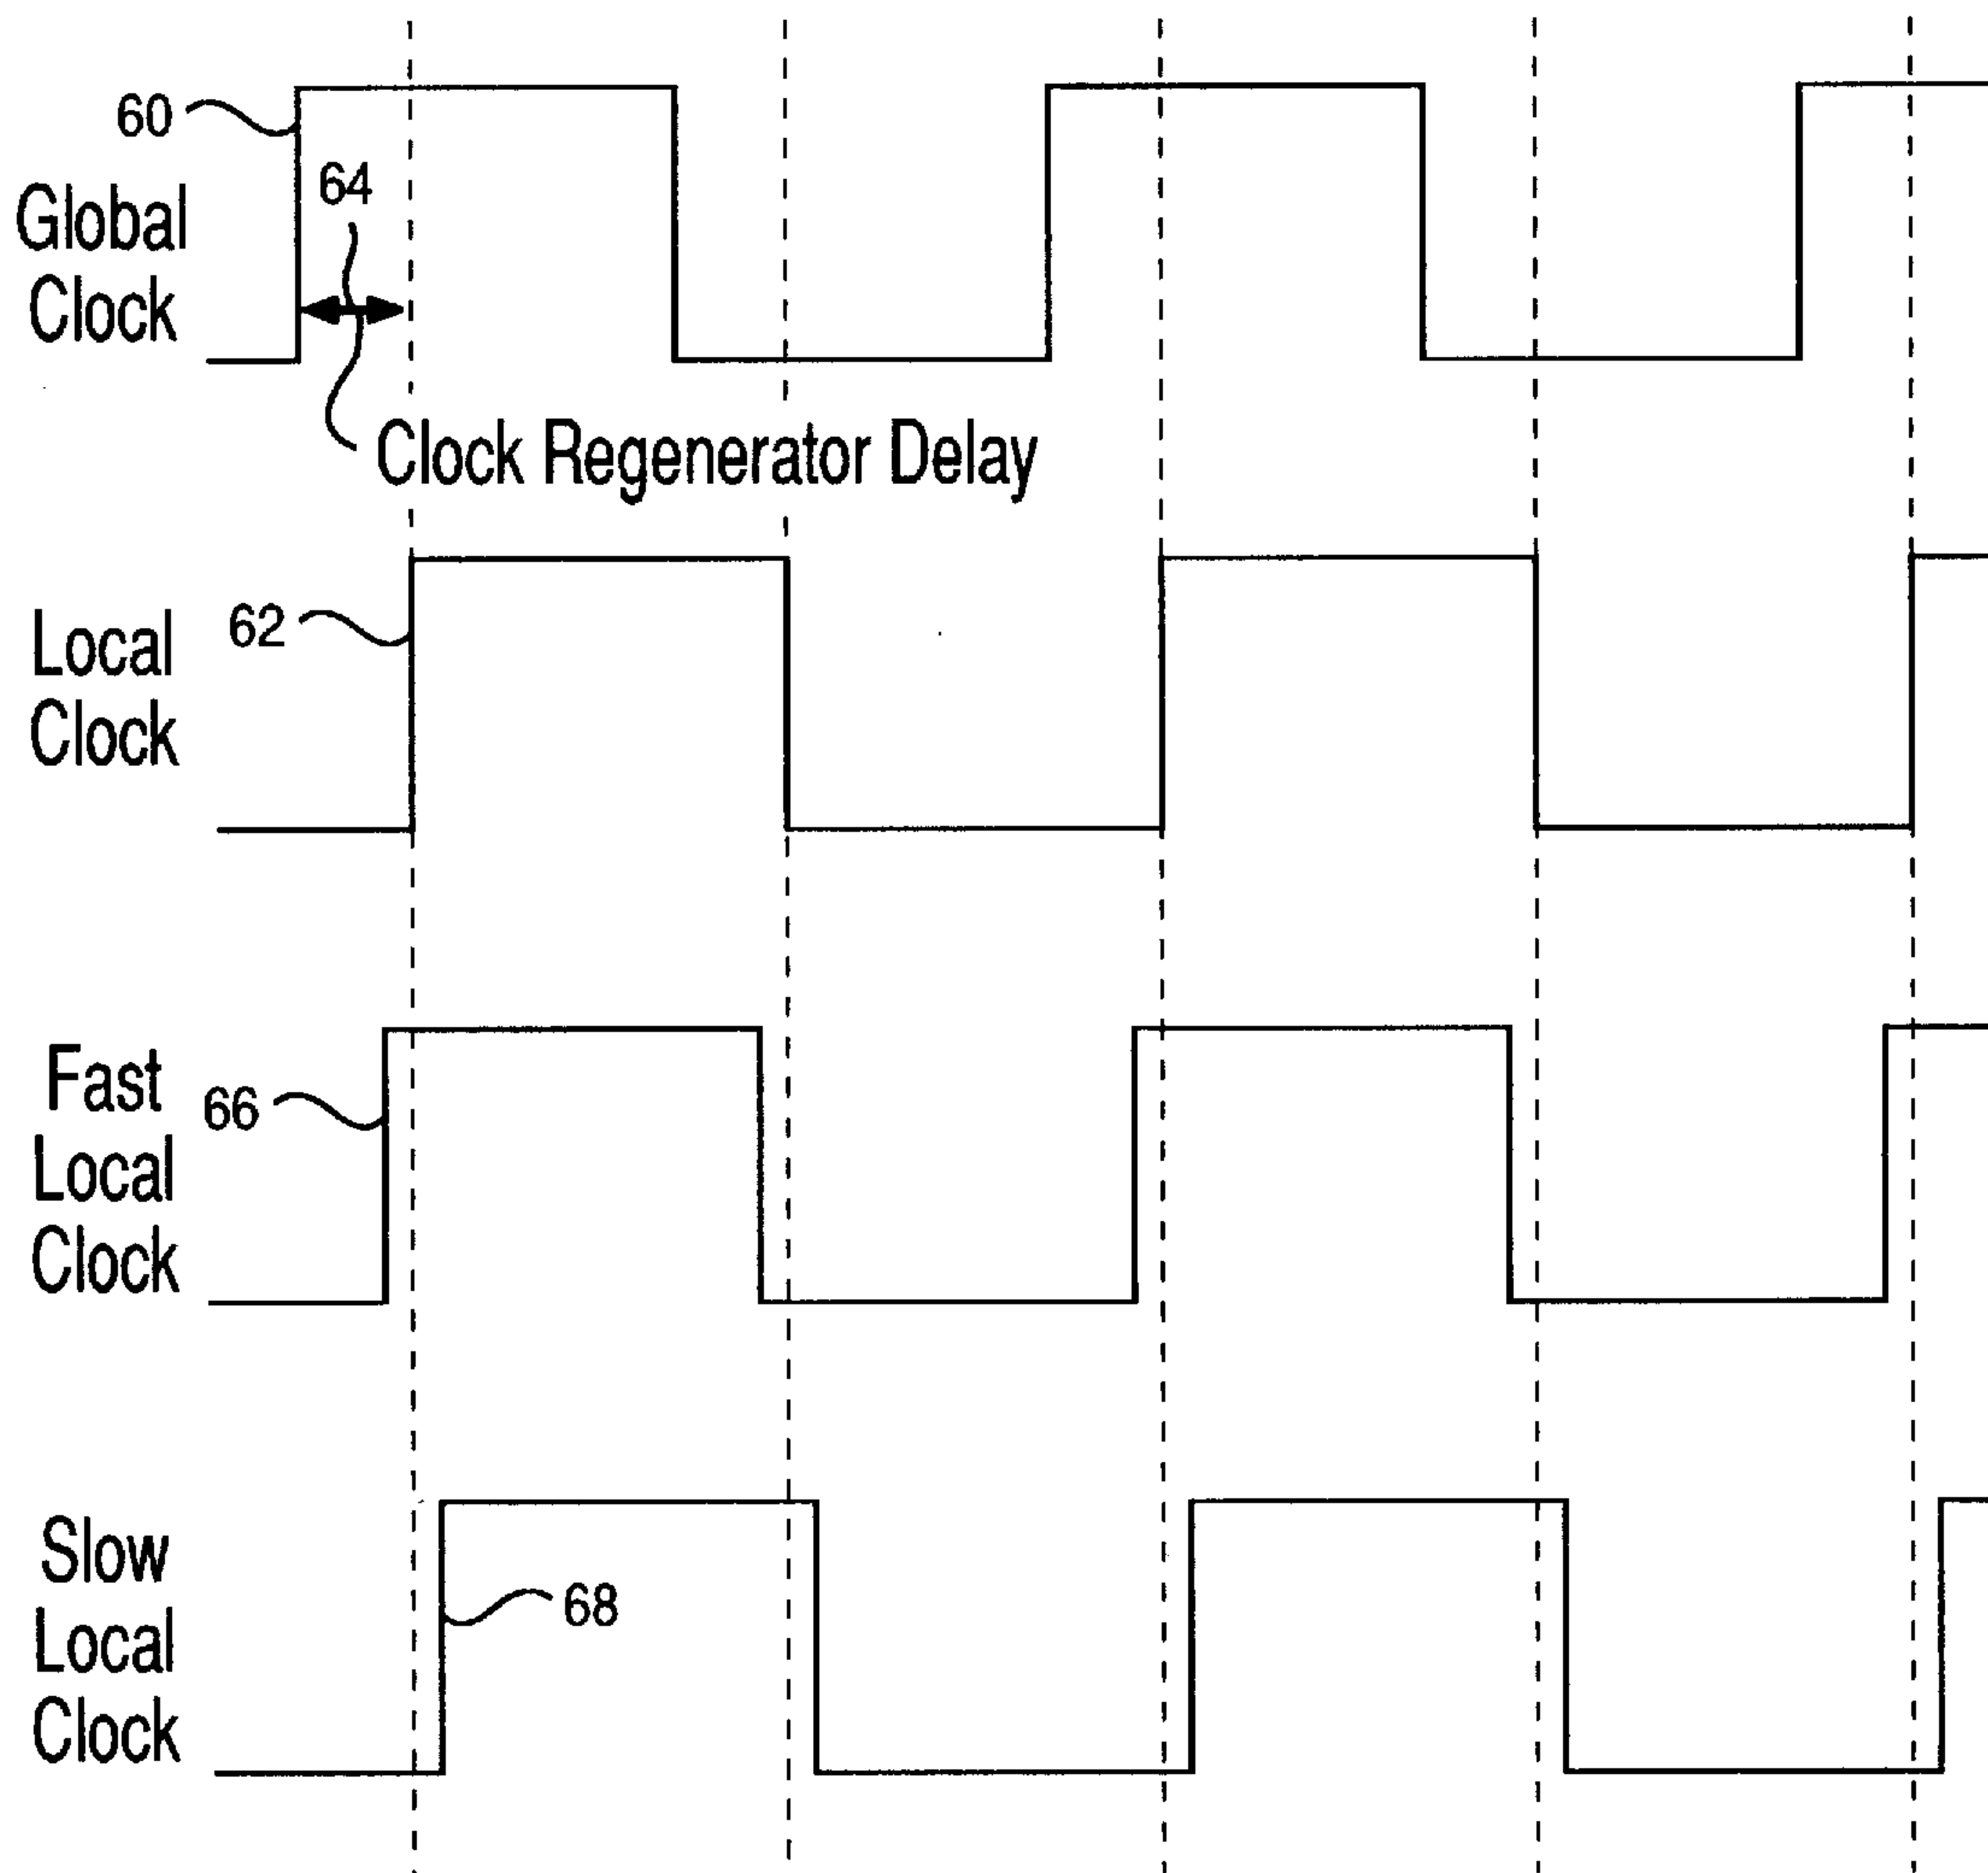 60
Global
Clock
64
Clock Regenerator Delay
62
Local
Clock
66
Fast
Local
Clock
68
Slow
Local
Clock